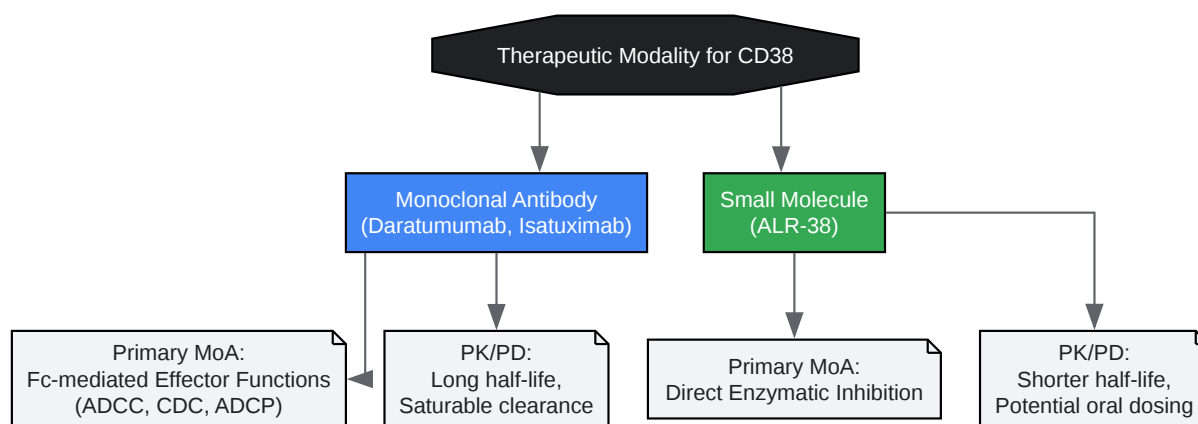 Therapeutic Modality for CD38
Monoclonal Antibody
(Daratumumab, Isatuximab)
Small Molecule
(ALR-38)
Primary MoA:
Fc-mediated Effector Functions
(ADCC, CDC, ADCP)
PK/PD:
Long half-life,
Saturable clearance
Primary MoA:
Direct Enzymatic Inhibition
PK/PD:
Shorter half-life,
Potential oral dosing